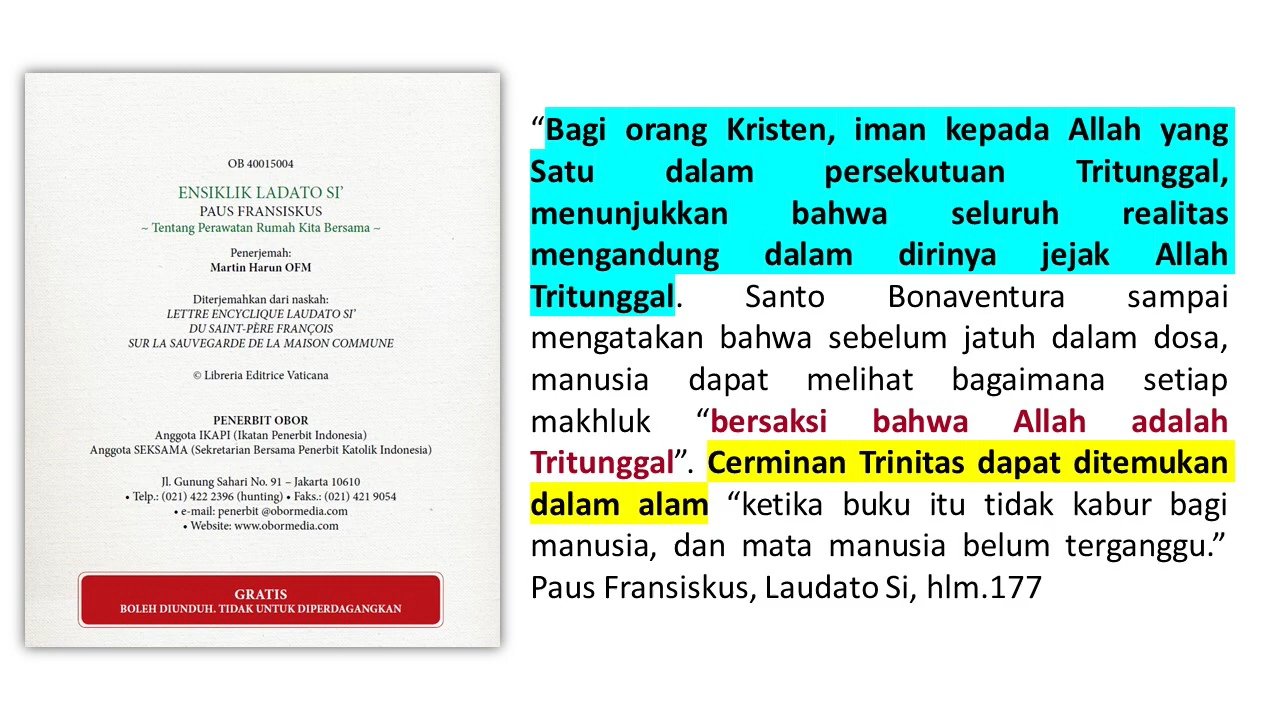 OB 40015004
ENSIKLIK LADATO SI’
PAUS FRANSISKUS
~ Tentang Perawatan Rumah Kita Bersama ~
Penerjemah:
Martin Harun OFM
Diterjemahkan dari naskah:
LETTRE ENCYCLIQUE LAUDATO SI’
DU SAINT-PÈRE FRANÇOIS
SUR LA SAUVEGARDE DE LA MAISON COMMUNE
© Libreria Editrice Vaticana
PENERBIT OBOR
Anggota IKAPI (Ikatan Penerbit Indonesia)
Anggota SEKSAMA (Sekretarian Bersama Penerbit Katolik Indonesia)
Jl. Gunung Sahari No. 91 – Jakarta 10610
• Telp.: (021) 422 2396 (hunting) • Faks.: (021) 421 9054
• e-mail: penerbit @obormedia.com
• Website: www.obormedia.com
GRATIS
BOLEH DIUNDUH. TIDAK UNTUK DIPERDAGANGKAN
“Bagi orang Kristen, iman kepada Allah yang
Satu dalam persekutuan Tritunggal,
menunjukkan bahwa seluruh realitas
mengandung dalam dirinya jejak Allah
Tritunggal. Santo Bonaventura sampai
mengatakan bahwa sebelum jatuh dalam dosa,
manusia dapat melihat bagaimana setiap
makhluk “bersaksi bahwa Allah adalah
Tritunggal”. Cerminan Trinitas dapat ditemukan
dalam alam “ketika buku itu tidak kabur bagi
manusia, dan mata manusia belum terganggu.”
Paus Fransiskus, Laudato Si, hlm.177